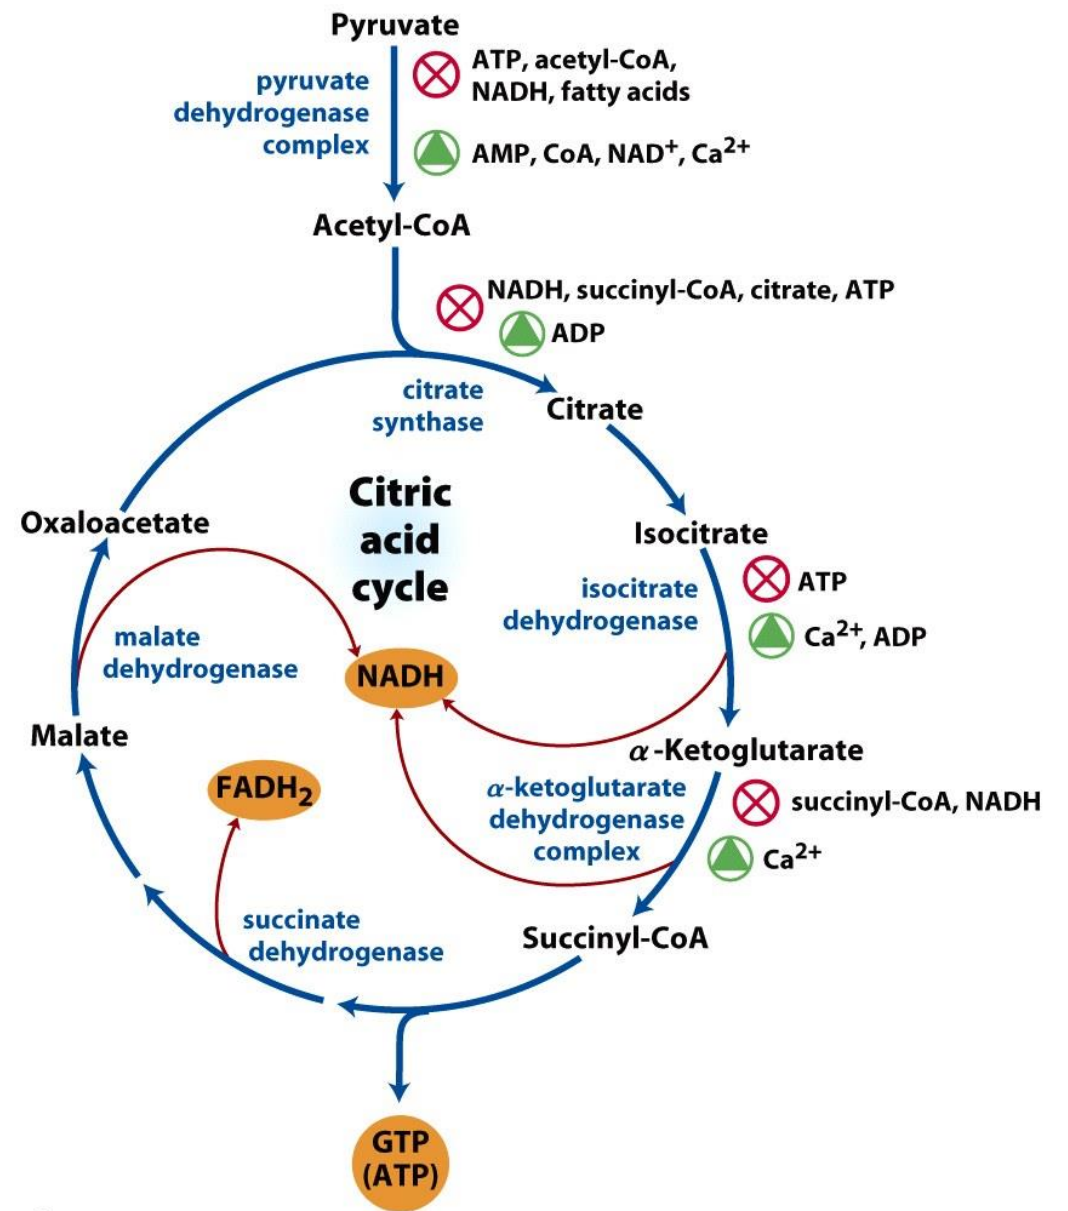 Pyruvate
pyruvate
dehydrogenase
complex
ATP, acetyl-CoA,
NADH, fatty acids
AMP, CoA, NAD⁺, Ca²⁺
Acetyl-CoA
NADH, succinyl-CoA, citrate, ATP
ADP
citrate
synthase
Citrate
Citric
acid
cycle
Oxaloacetate
Isocitrate
isocitrate
dehydrogenase
ATP
Ca²⁺, ADP
malate
dehydrogenase
NADH
Malate
α-Ketoglutarate
FADH₂
α-ketoglutarate
dehydrogenase
complex
succinyl-CoA, NADH
Ca²⁺
succinate
dehydrogenase
Succinyl-CoA
GTP
(ATP)